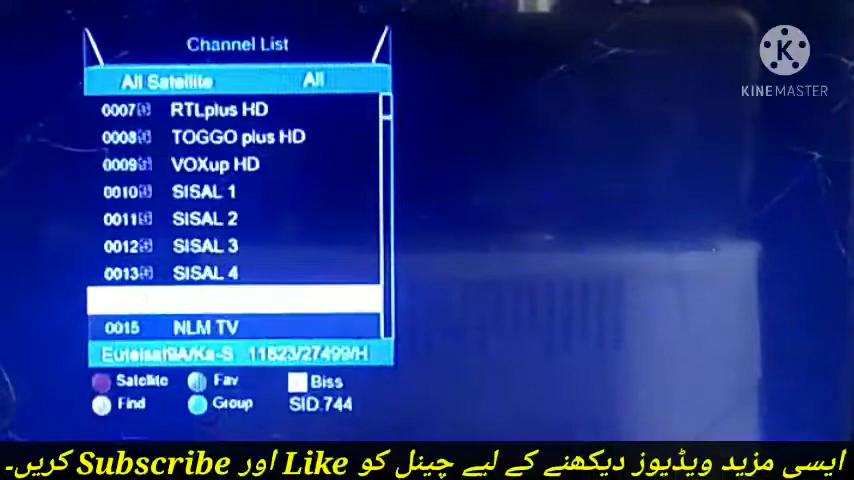 Channel List
All Satellite All
0007 RTLplus HD
0008 TOGGO plus HD
0009 VOXup HD
0010 SISAL 1
0011 SISAL 2
0012 SISAL 3
0013 SISAL 4
0015 NLM TV
Eutelsat9A/Ka-S 11823/27499/H
Satellite Fav Biss
Find Group SID.744
KINEMASTER
ایسی مزید ویڈیوز دیکھنے کے لیے چینل کو Like اور Subscribe کریں۔